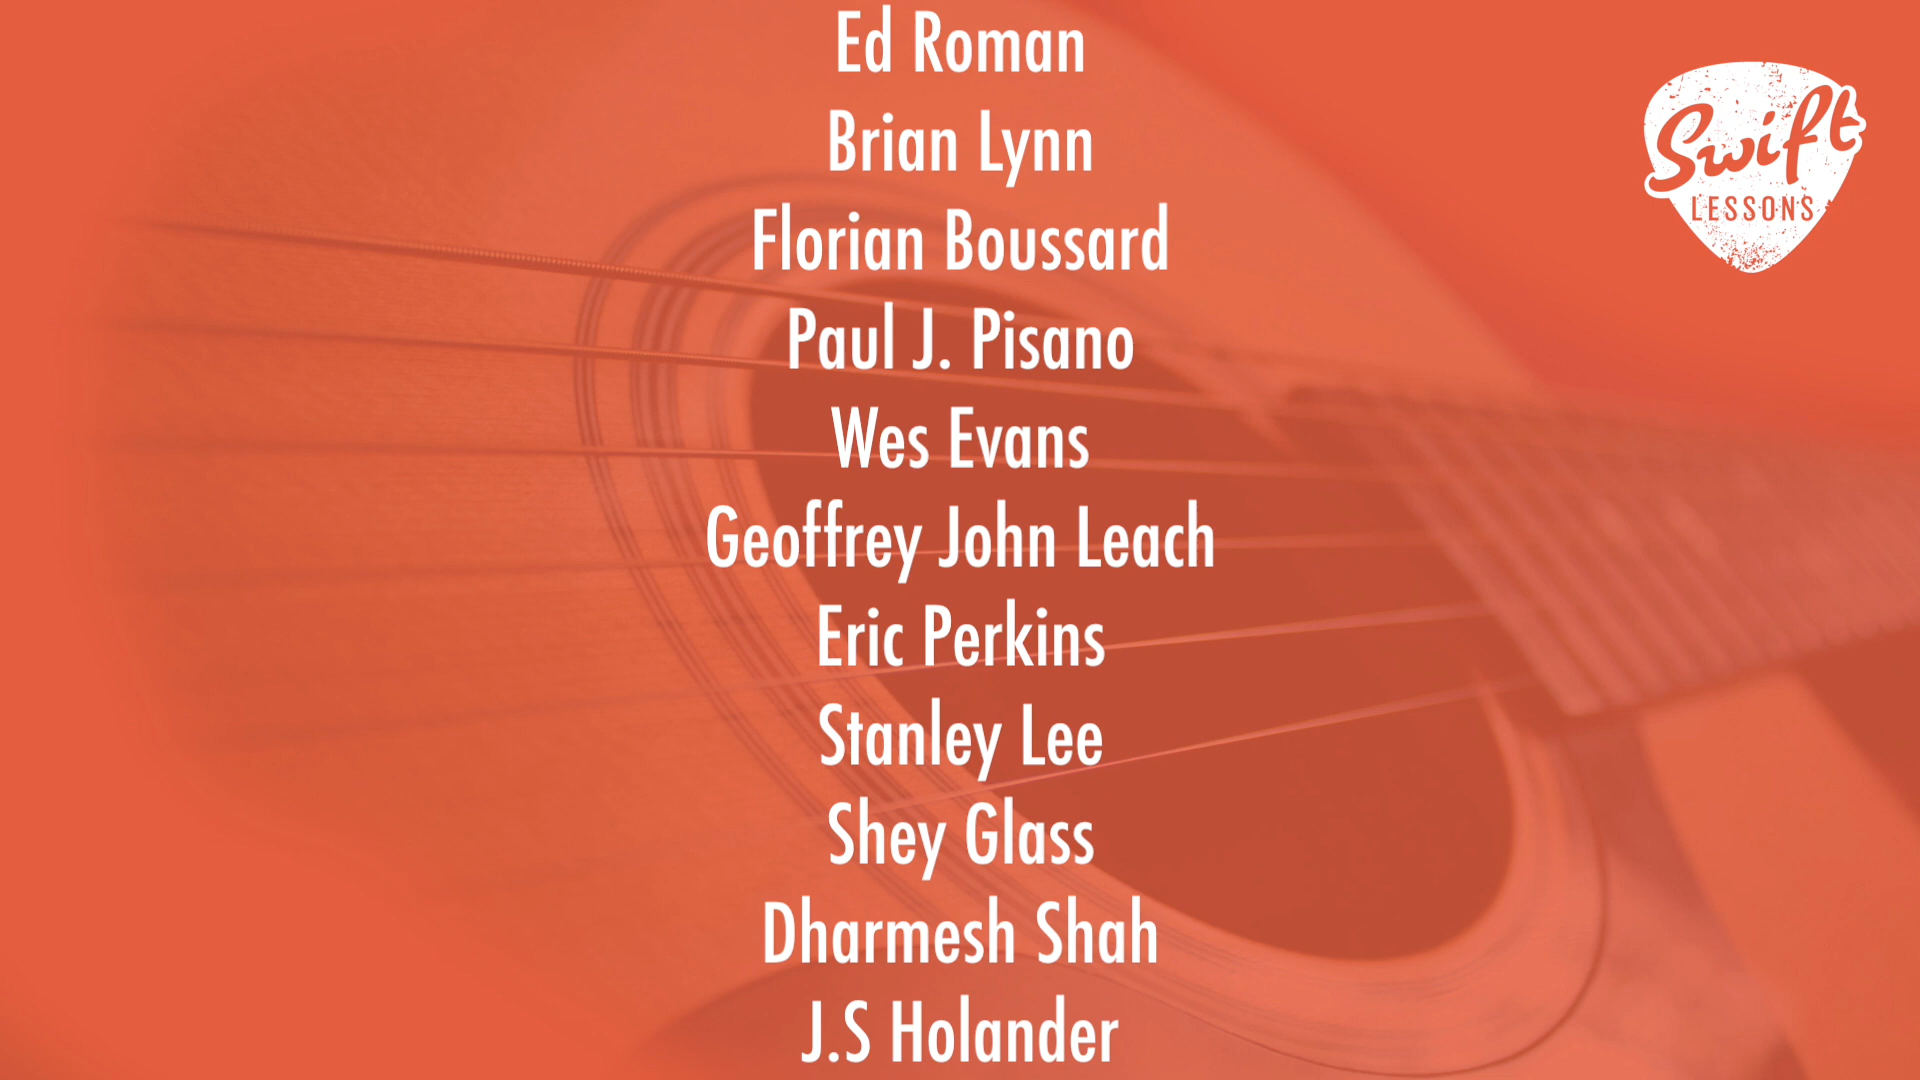 Ed Roman
Brian Lynn
Florian Boussard
Paul J. Pisano
Wes Evans
Geoffrey John Leach
Eric Perkins
Stanley Lee
Shey Glass
Dharmesh Shah
J.S Holander
Swift
LESSONS